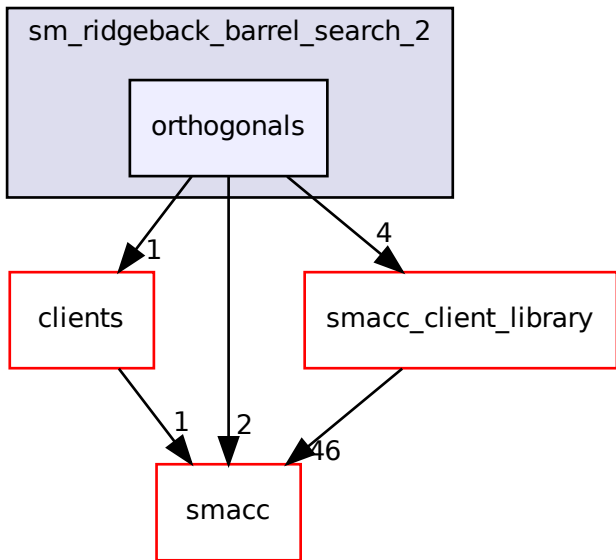 sm_ridgeback_barrel_search_2
orthogonals
1
4
clients
smacc_client_library
1
2
46
smacc